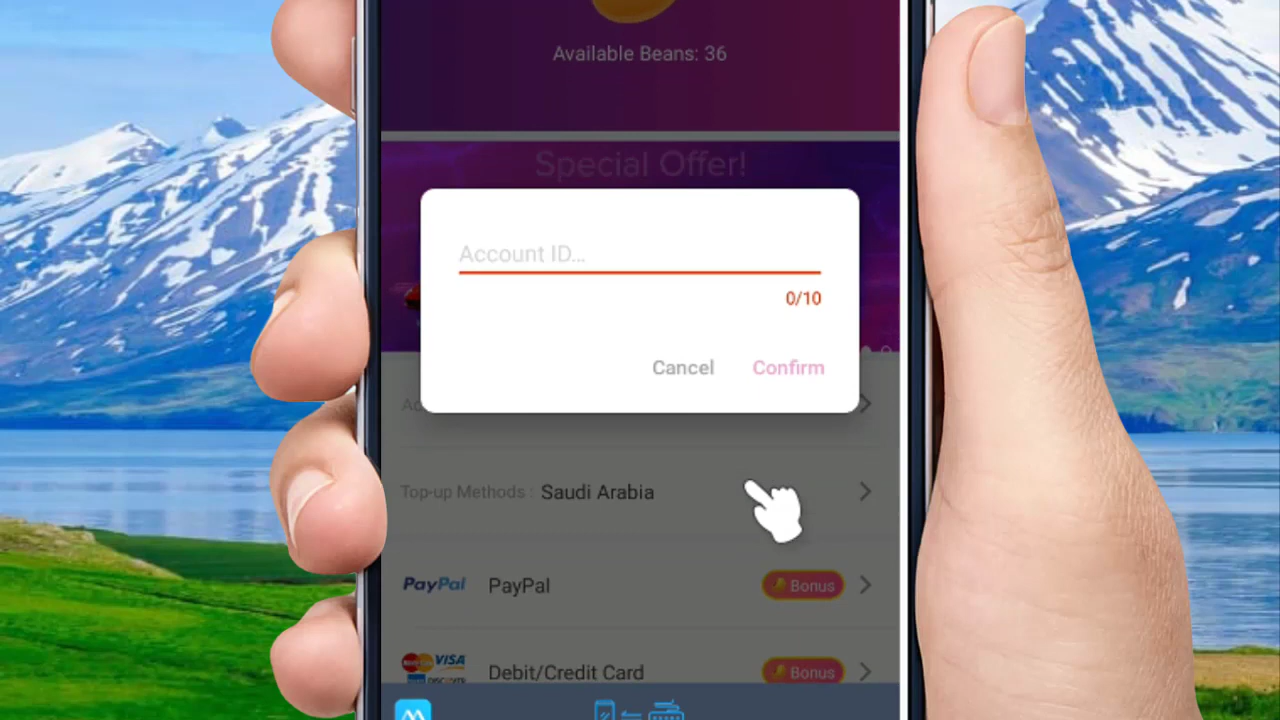 Available Beans: 36
Special Offer!
Account ID...
0/10
Cancel
Confirm
Top-up Methods : Saudi Arabia
PayPal PayPal Bonus
VISA
Debit/Credit Card Bonus